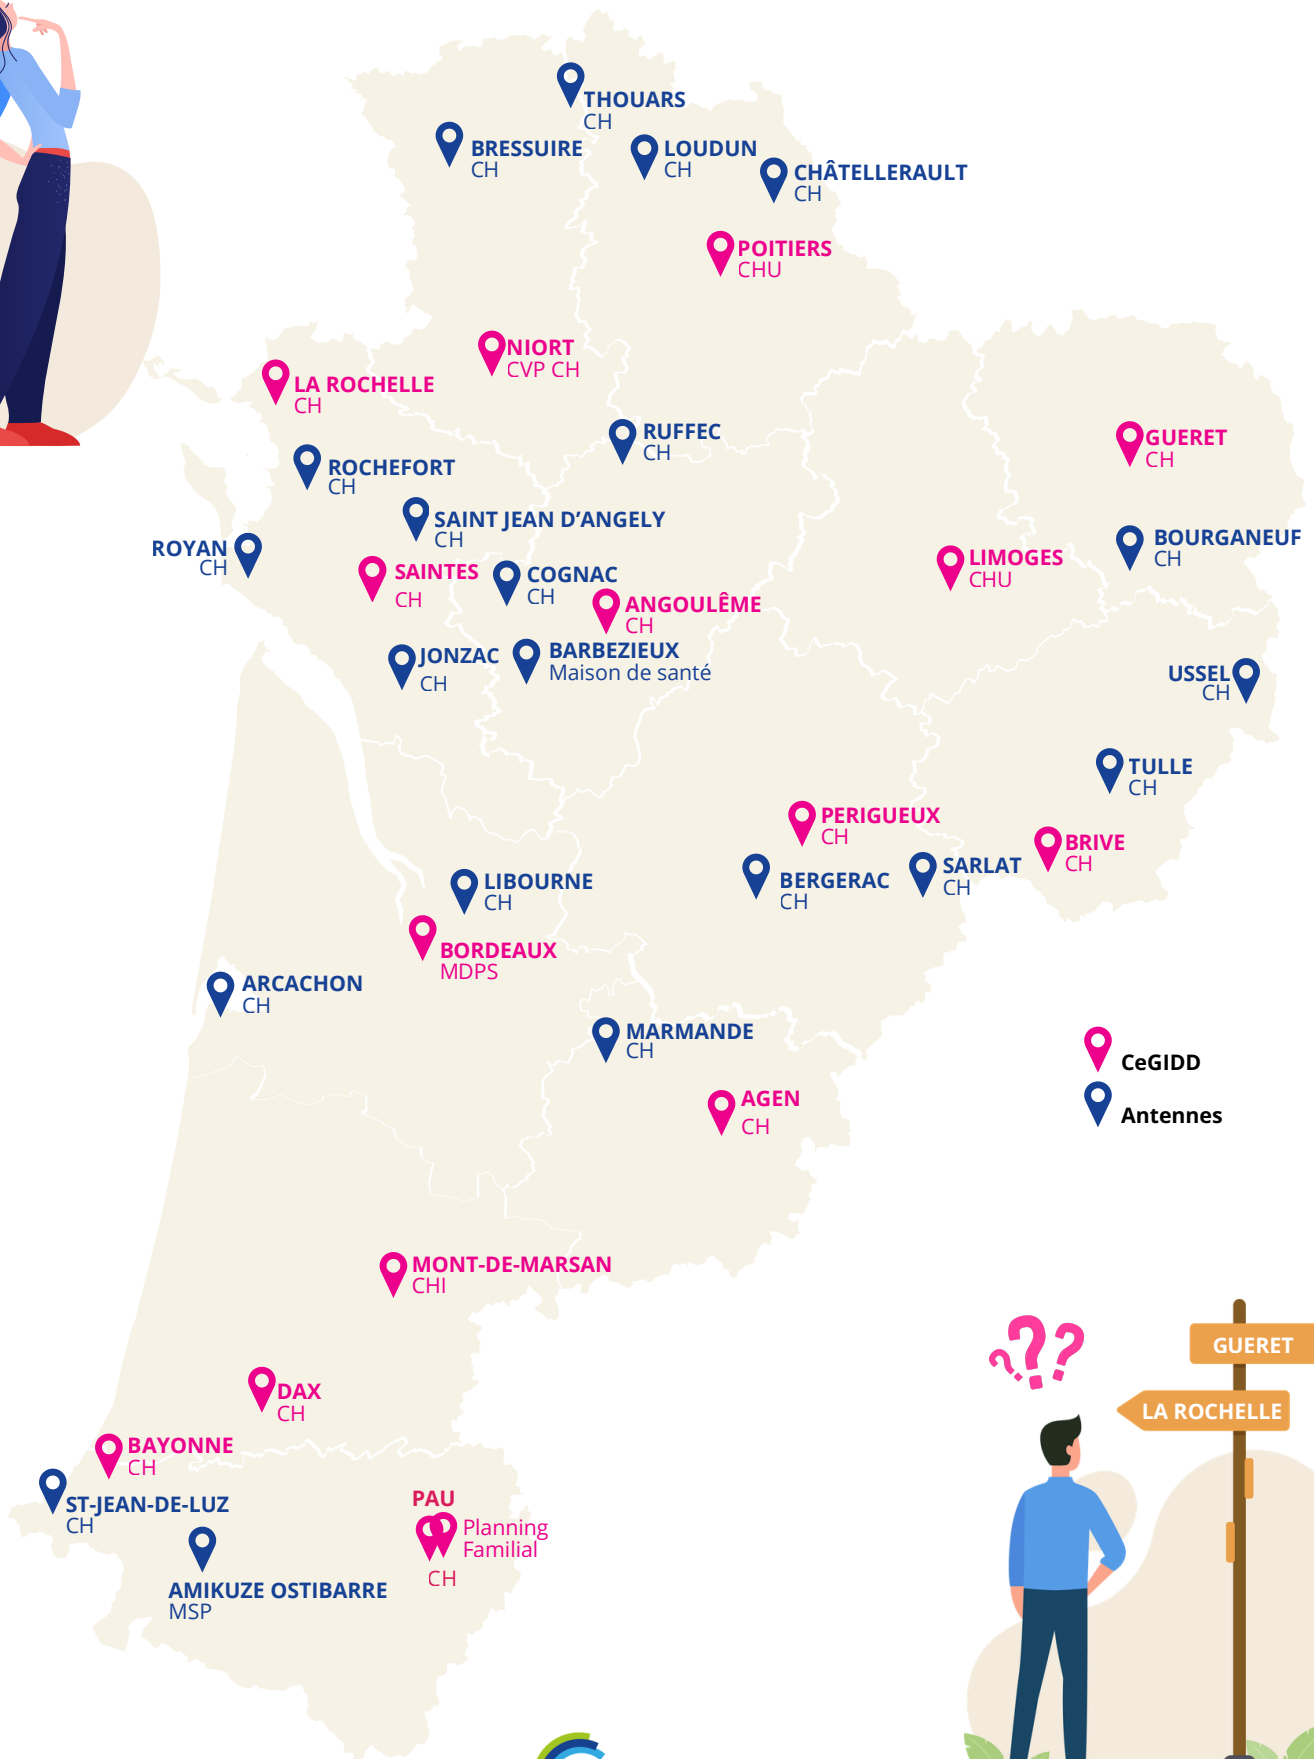 THOUARS
CH
BRESSUIRE
CH
LOUDUN
CH
CHÂTELLERAULT
CH
POITIERS
CHU
NIORT
CVP CH
LA ROCHELLE
CH
RUFFEC
CH
GUERET
CH
ROCHEFORT
CH
SAINT JEAN D’ANGELY
CH
ROYAN
CH
BOURGANEUF
CH
LIMOGES
CHU
SAINTES
CH
COGNAC
CH
ANGOULÊME
CH
JONZAC
CH
BARBEZIEUX
Maison de santé
USSEL
CH
TULLE
CH
PERIGUEUX
CH
BRIVE
CH
LIBOURNE
CH
BERGERAC
CH
SARLAT
CH
BORDEAUX
MDPS
ARCACHON
CH
MARMANDE
CH
CeGIDD
Antennes
AGEN
CH
MONT-DE-MARSAN
CHI
DAX
CH
BAYONNE
CH
ST-JEAN-DE-LUZ
CH
PAU
Planning
Familial
CH
AMIKUZE OSTIBARRE
MSP
???
GUERET
LA ROCHELLE